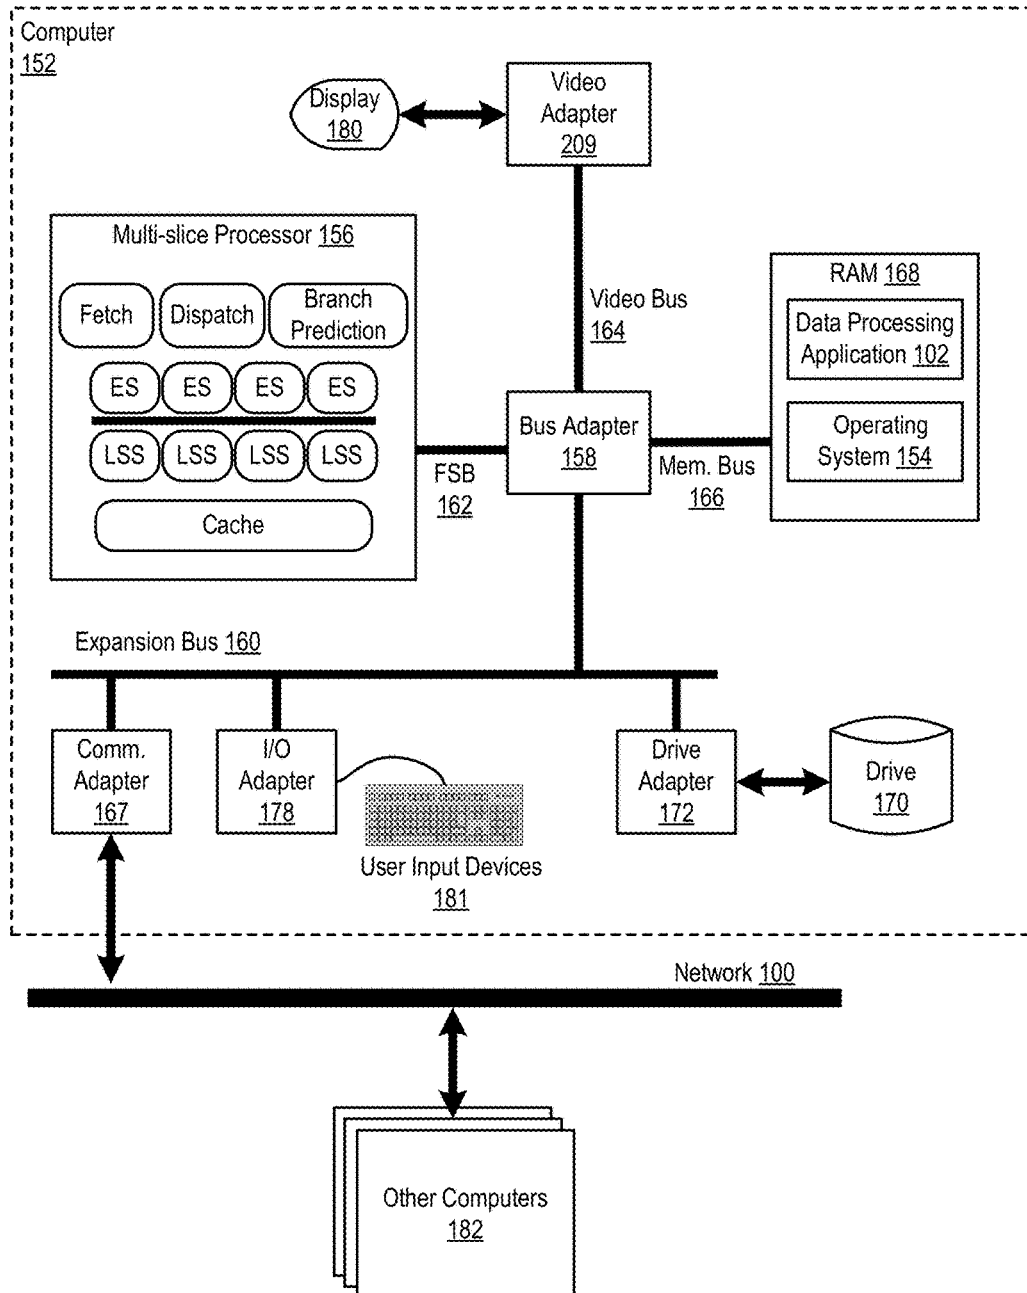 Computer
152
Display
180
Video
Adapter
209
Multi-slice Processor 156
Fetch
Dispatch
Branch
Prediction
ES
ES
ES
ES
LSS
LSS
LSS
LSS
Cache
Video Bus
164
RAM 168
Data Processing
Application 102
Operating
System 154
Bus Adapter
158
FSB
162
Mem. Bus
166
Expansion Bus 160
Comm.
Adapter
167
I/O
Adapter
178
User Input Devices
181
Drive
Adapter
172
Drive
170
Network 100
Other Computers
182